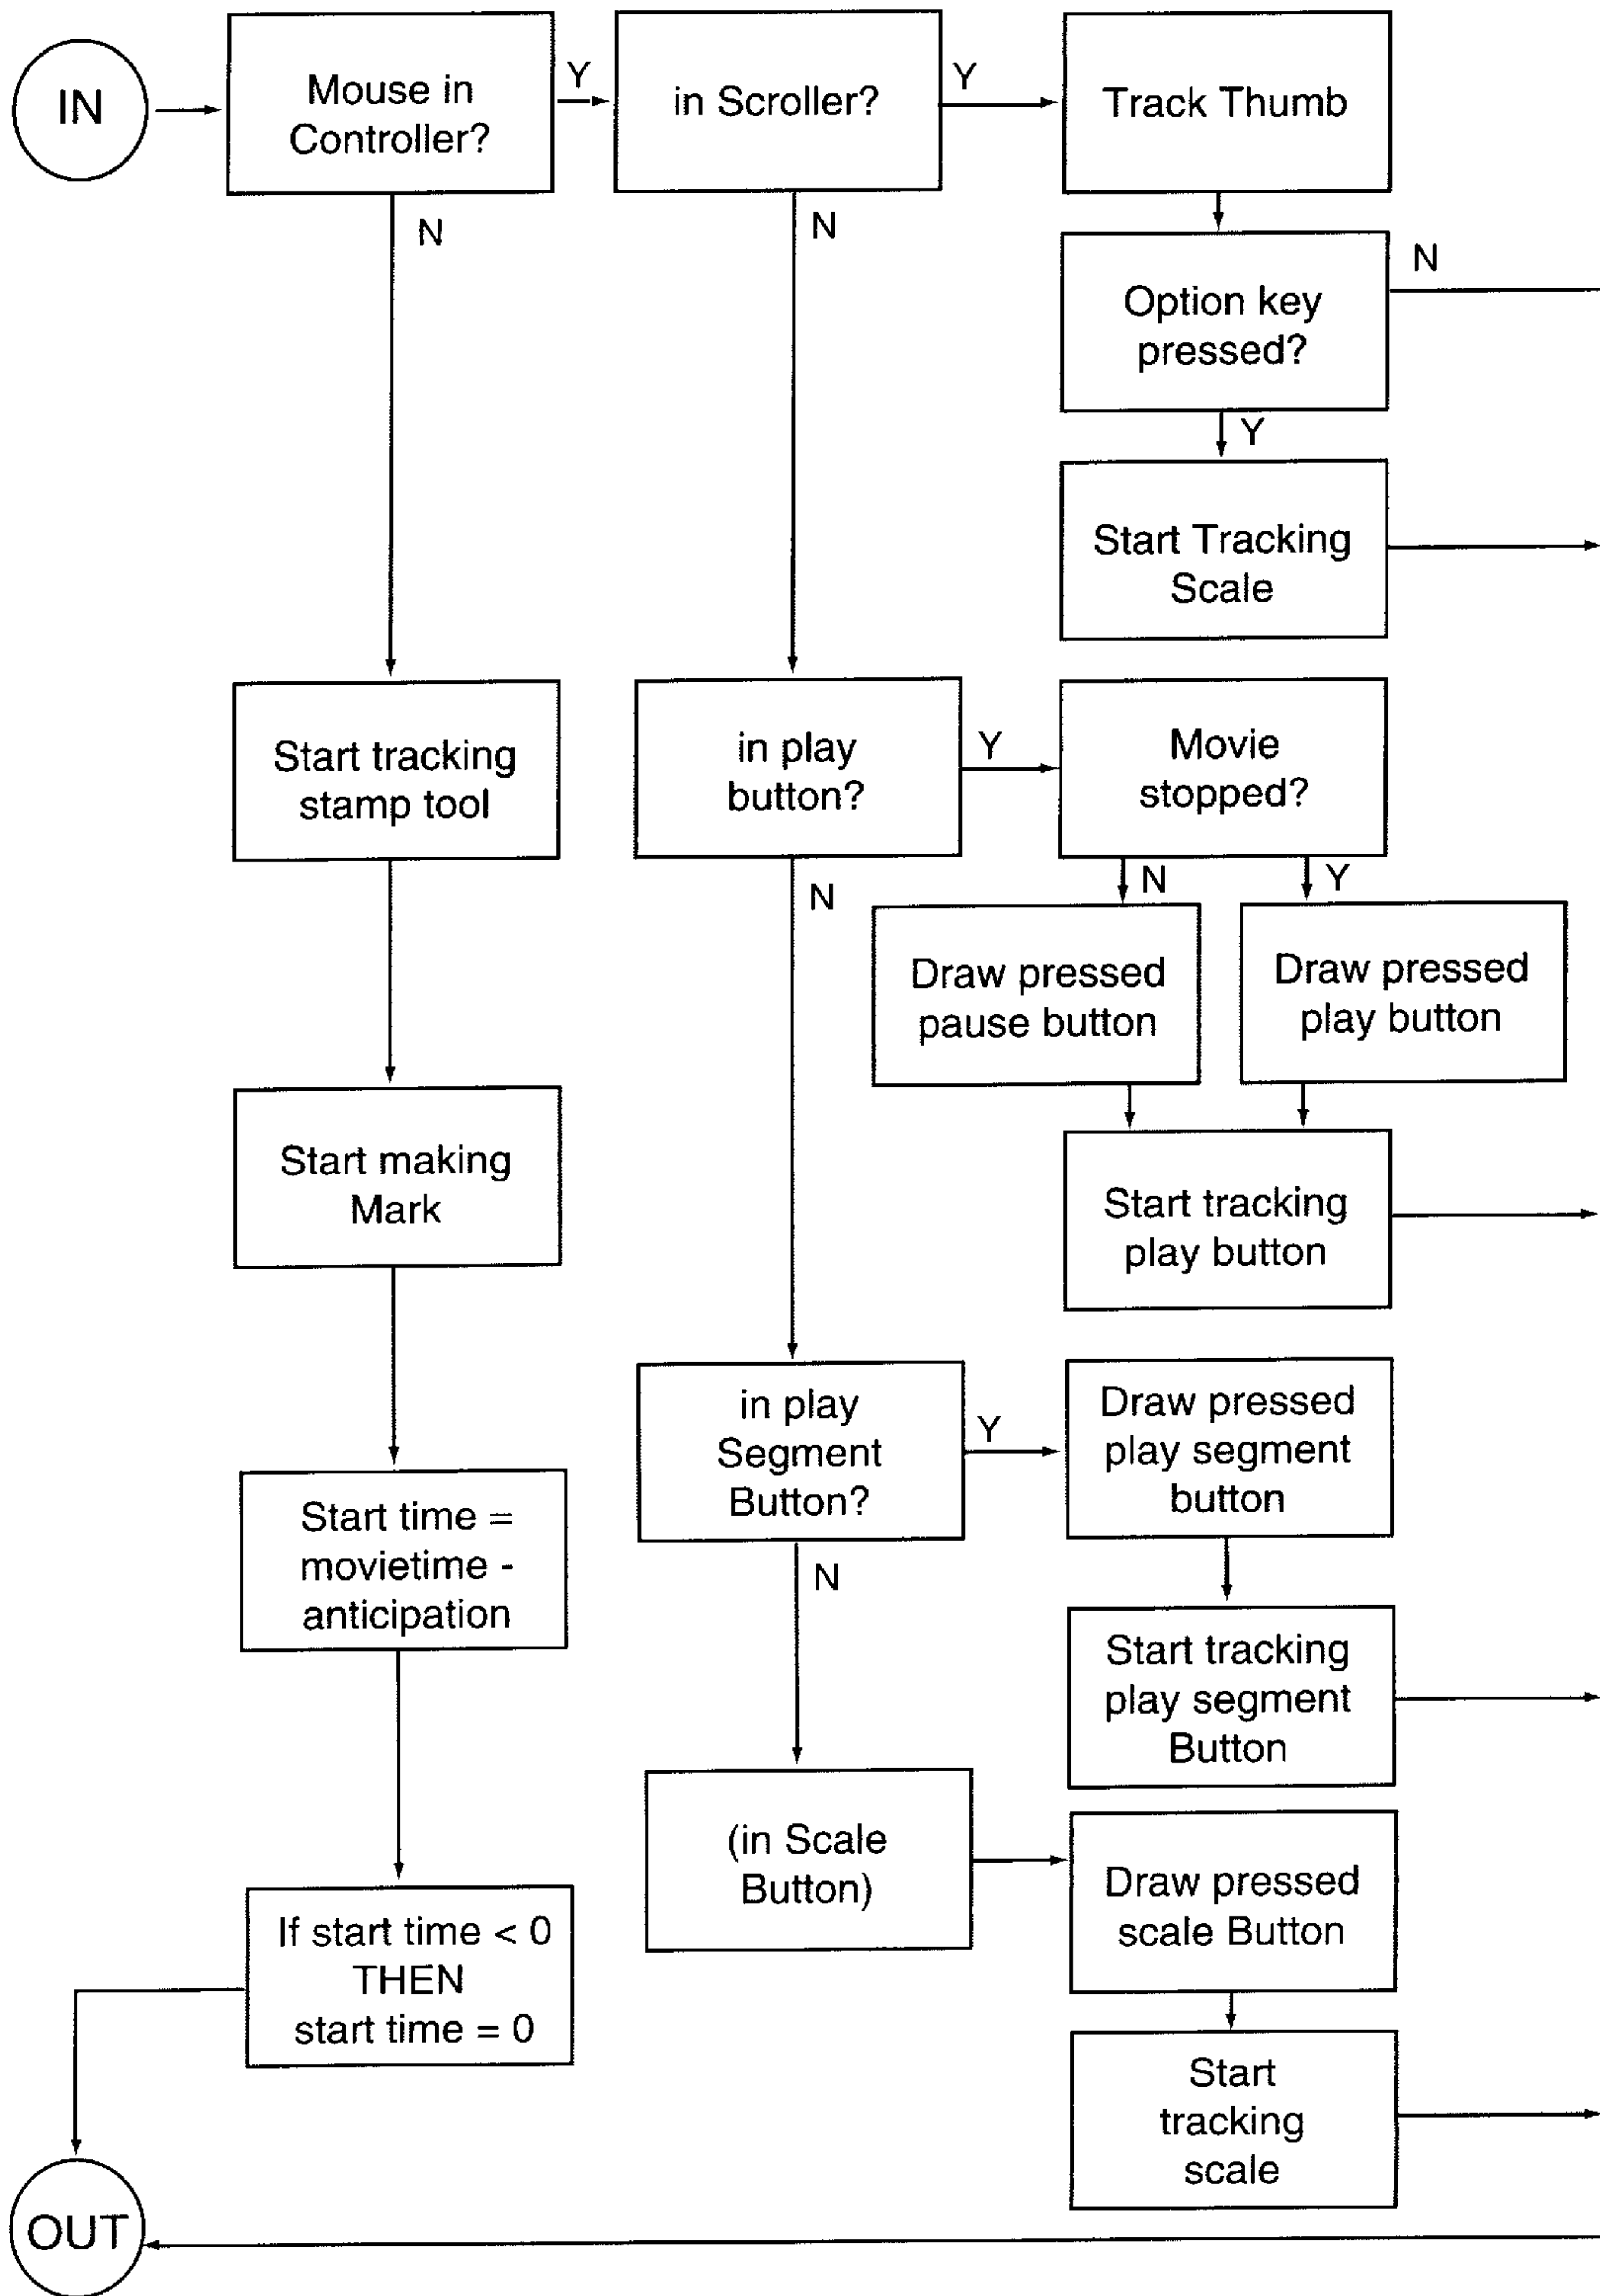 IN
Mouse in
Controller?
Y
in Scroller?
Y
Track Thumb
N
N
Option key
pressed?
N
Y
Start Tracking
Scale
Start tracking
stamp tool
in play
button?
Y
Movie
stopped?
N
N
Y
Draw pressed
pause button
Draw pressed
play button
Start making
Mark
Start tracking
play button
in play
Segment
Button?
Y
Draw pressed
play segment
button
Start time =
movietime -
anticipation
N
Start tracking
play segment
Button
(in Scale
Button)
Draw pressed
scale Button
If start time < 0
THEN
start time = 0
Start
tracking
scale
OUT